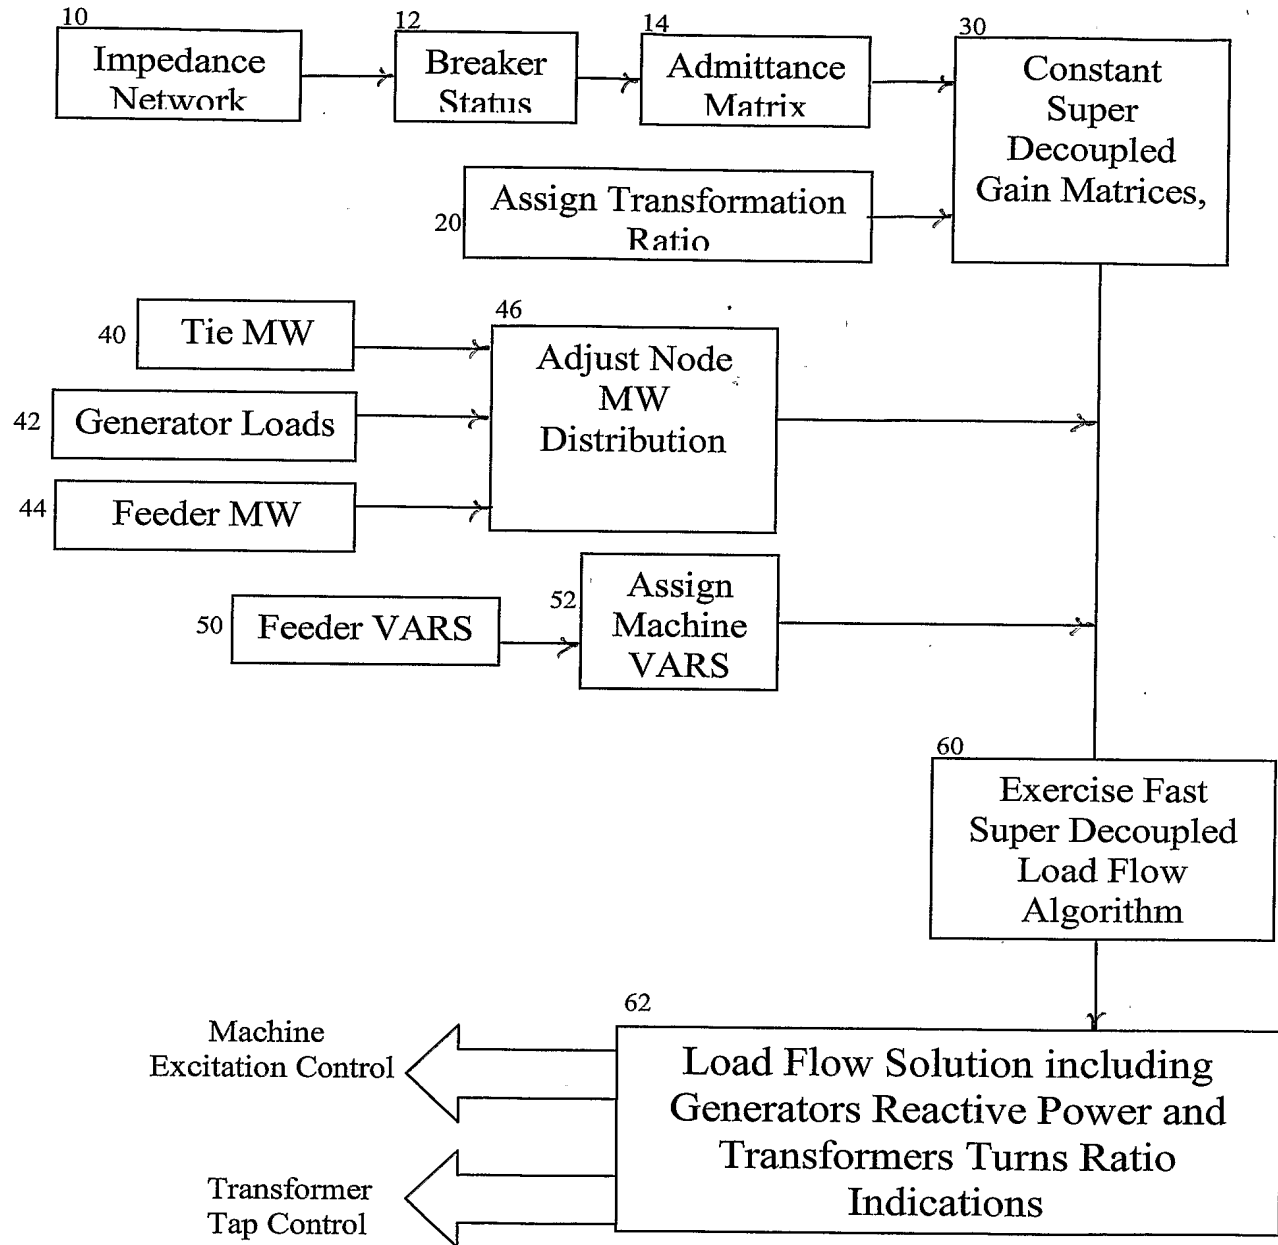 10
Impedance
Network
12
Breaker
Status
14
Admittance
Matrix
30
Constant
Super
Decoupled
Gain Matrices,
20
Assign Transformation
Ratio
40
Tie MW
42
Generator Loads
44
Feeder MW
46
Adjust Node
MW
Distribution
50
Feeder VARS
52
Assign
Machine
VARS
60
Exercise Fast
Super Decoupled
Load Flow
Algorithm
62
Load Flow Solution including
Generators Reactive Power and
Transformers Turns Ratio
Indications
Machine
Excitation Control
Transformer
Tap Control